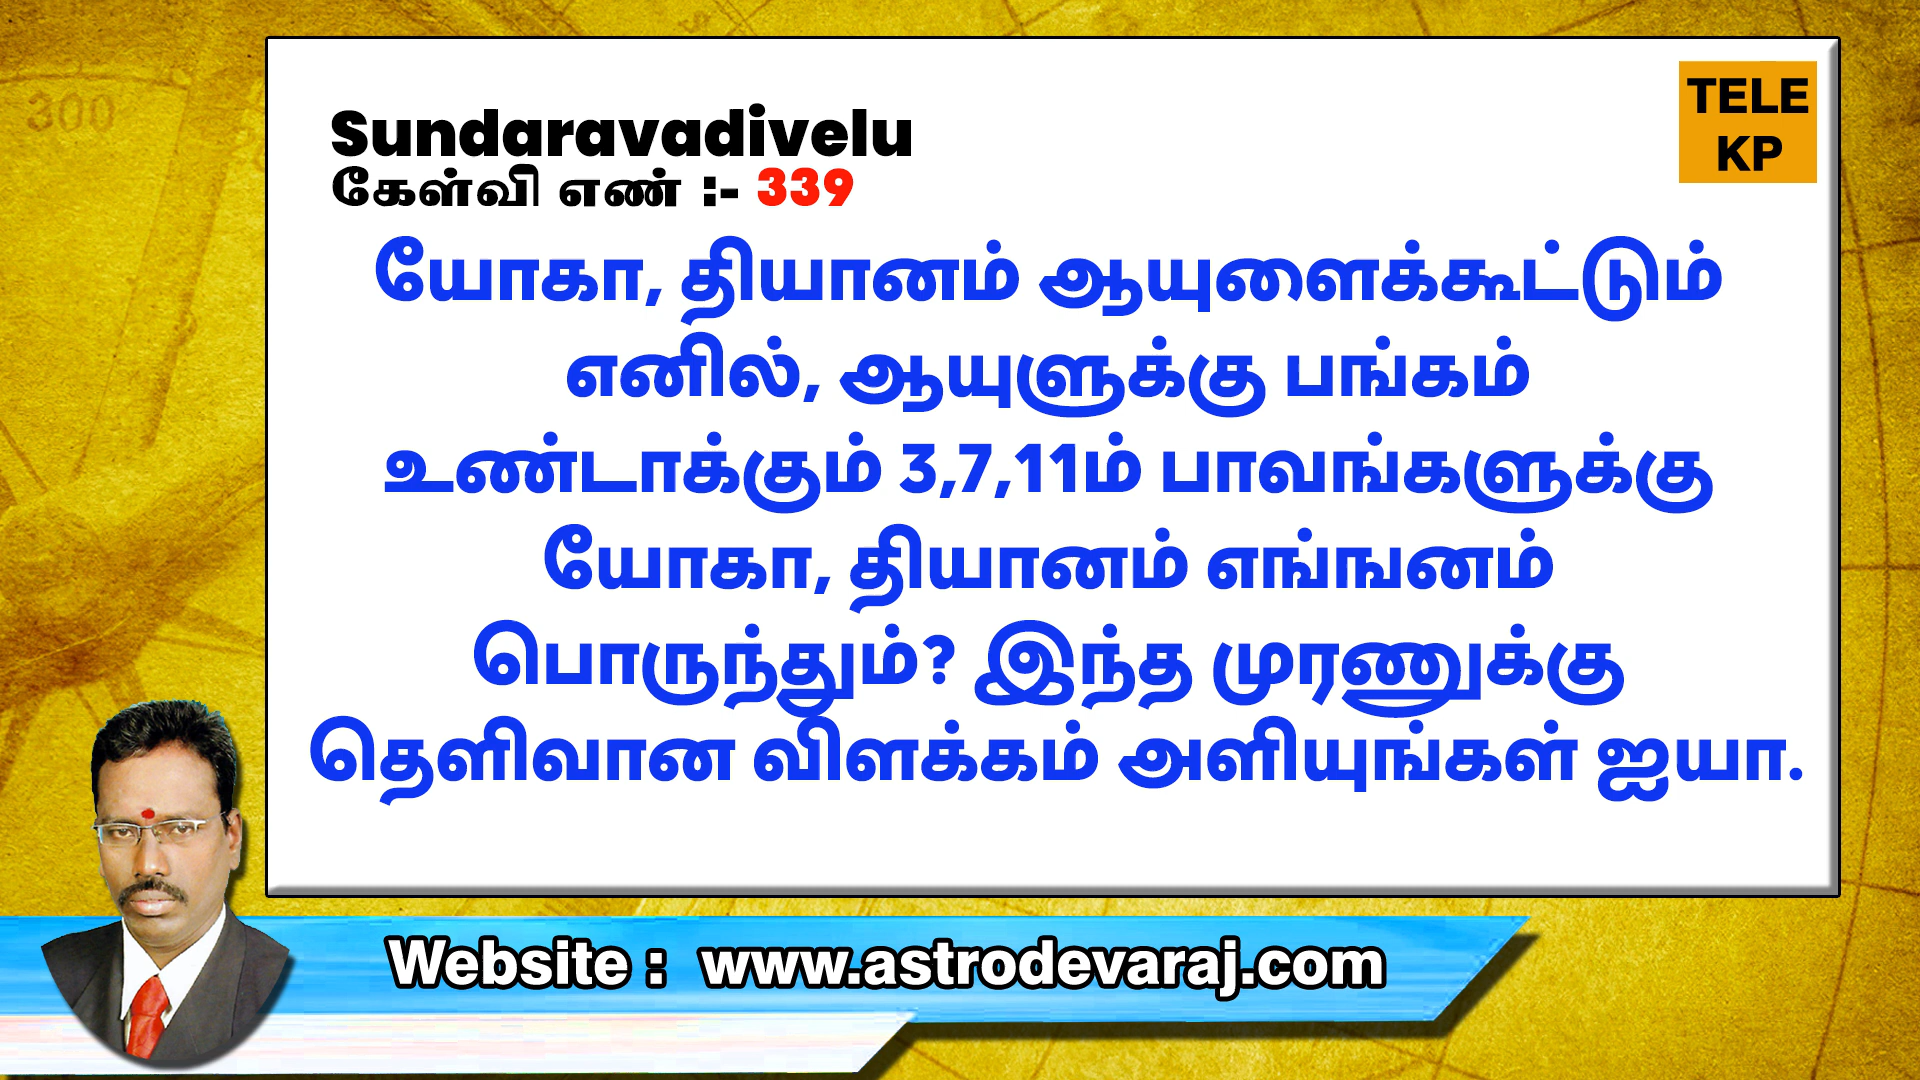 300
TELE
KP
Sundaravadivelu
கேள்வி எண் :- 339
யோகா, தியானம் ஆயுளைக்கூட்டும்
எனில், ஆயுளுக்கு பங்கம்
உண்டாக்கும் 3,7,11ம் பாவங்களுக்கு
யோகா, தியானம் எங்ஙனம்
பொருந்தும்? இந்த முரணுக்கு
தெளிவான விளக்கம் அளியுங்கள் ஐயா.
Website : www.astrodevaraj.com